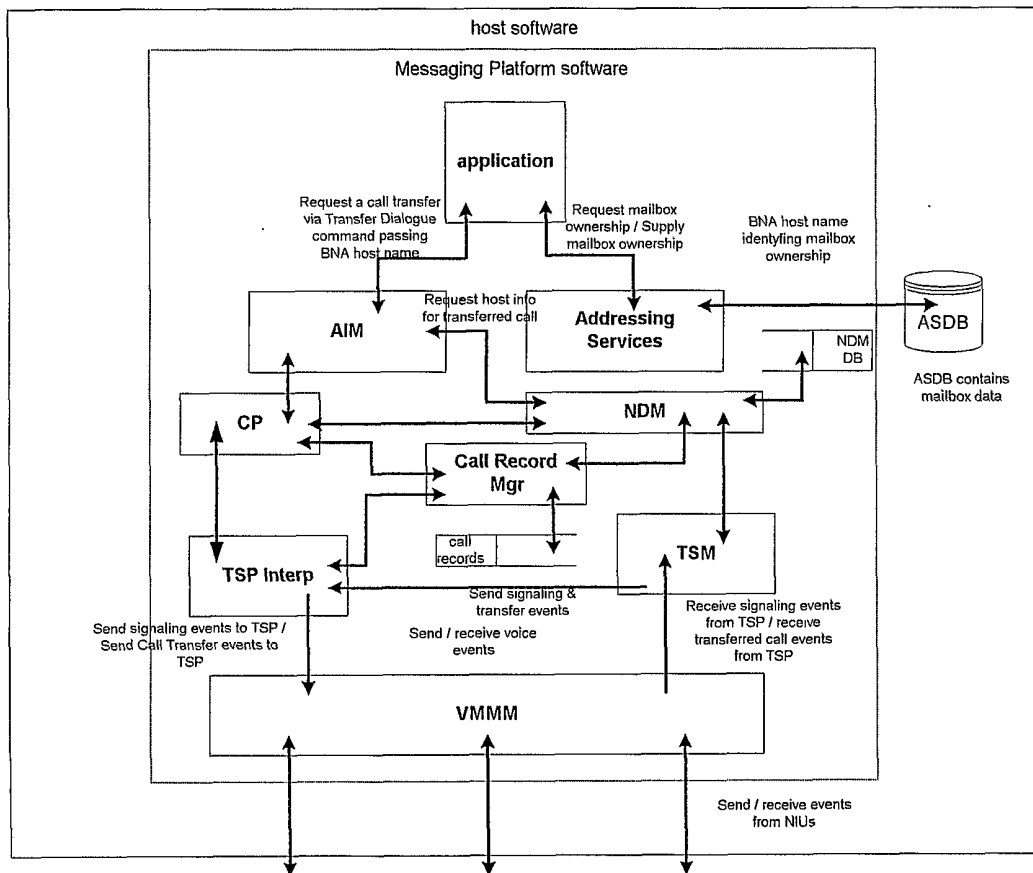 host software
Messaging Platform software
application
Request a call transfer
via Transfer Dialogue
command passing
BNA host name
Request mailbox
ownership / Supply
mailbox ownership
BNA host name
identyfing mailbox
ownership
AIM
Request host info
for transferred call
Addressing
Services
ASDB
NDM
DB
ASDB contains
mailbox data
CP
NDM
Call Record
Mgr
call
records
TSP Interp
TSM
Send signaling &
transfer events
Send signaling events to TSP /
Send Call Transfer events to
TSP
Send / receive voice
events
Receive signaling events
from TSP / receive
transferred call events
from TSP
VMMM
Send / receive events
from NIUs